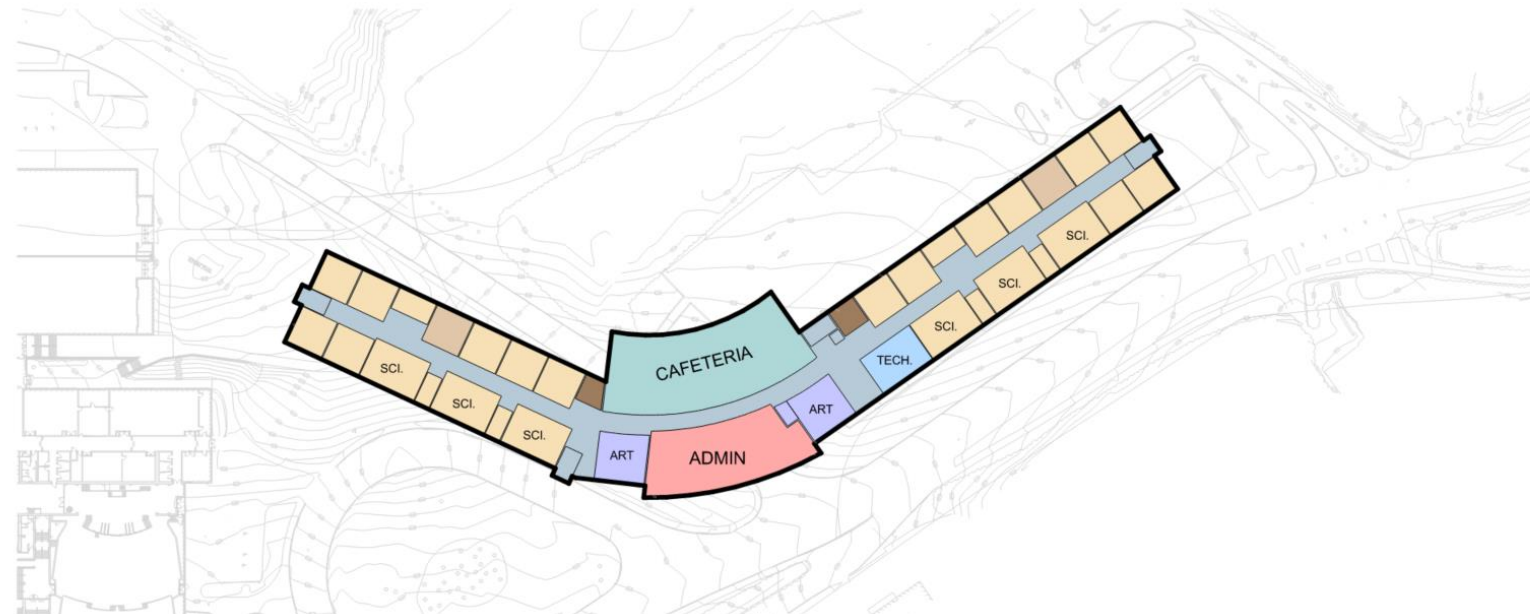 SCI.
SCI.
SCI.
CAFETERIA
TECH.
SCI.
ART
SCI.
SCI.
ART
ADMIN